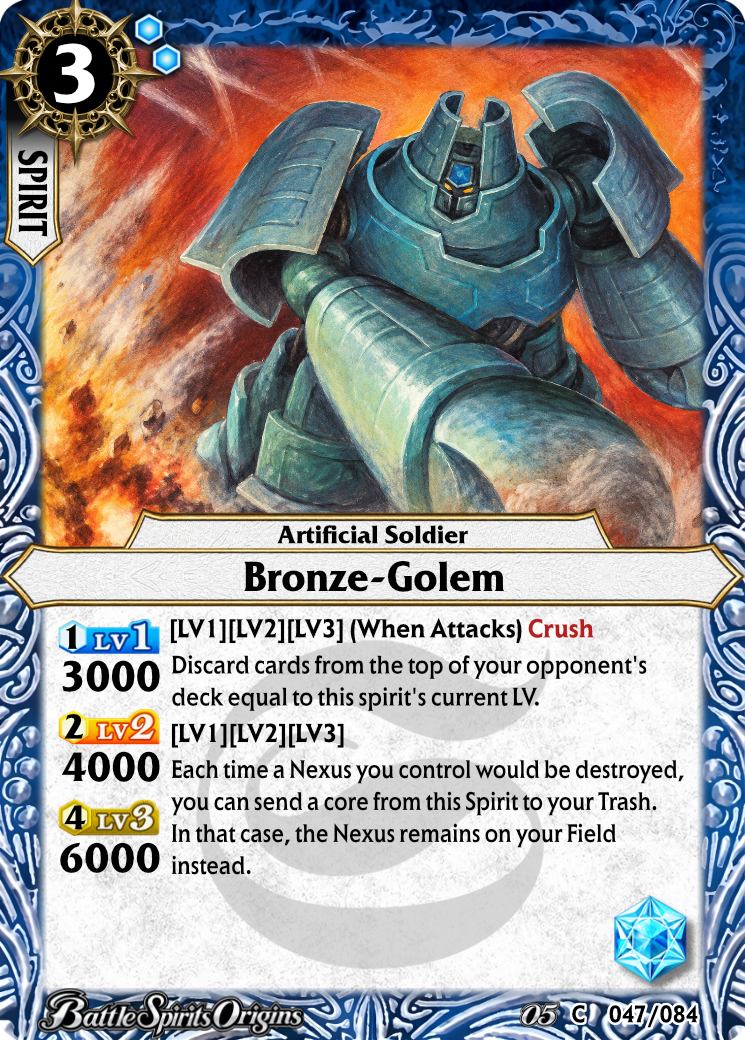 3
SPIRIT
Artificial Soldier
Bronze-Golem
1 LV1
3000
2 LV2
4000
4 LV3
6000
[LV1][LV2][LV3] (When Attacks) Crush
Discard cards from the top of your opponent's
deck equal to this spirit's current LV.
[LV1][LV2][LV3]
Each time a Nexus you control would be destroyed,
you can send a core from this Spirit to your Trash.
In that case, the Nexus remains on your Field
instead.
Battle Spirits Origins
05 C 047/084